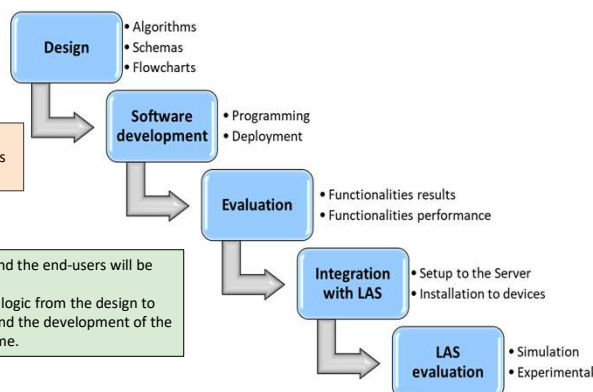 Design
• Algorithms
• Schemas
• Flowcharts
Software
development
• Programming
• Deployment
s
Evaluation
• Functionalities results
• Functionalities performance
nd the end-users will be
logic from the design to
nd the development of the
me.
Integration
with LAS
• Setup to the Server
• Installation to devices
LAS
evaluation
• Simulation
• Experimental